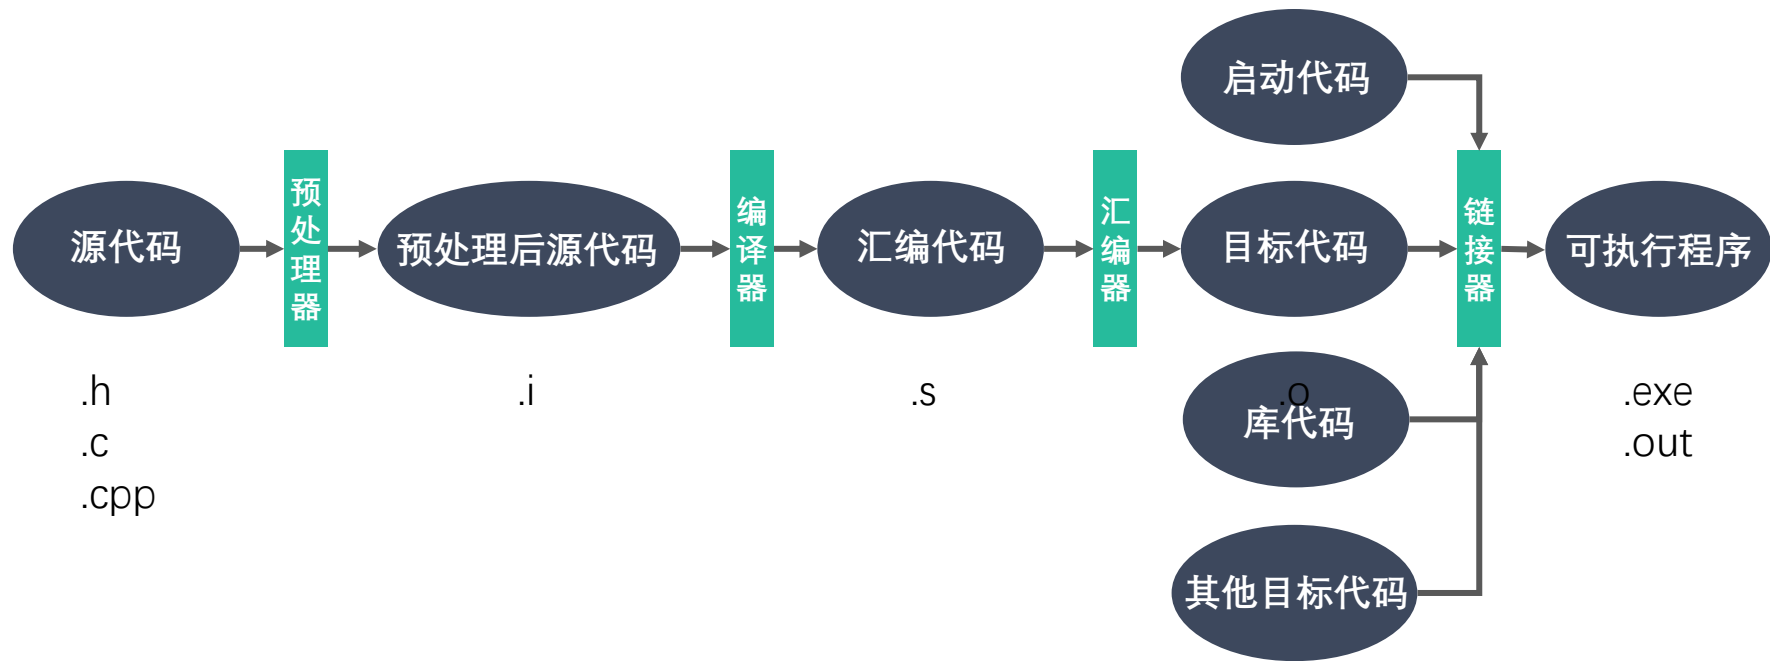 启动代码
源代码
预处理器
预处理后源代码
编译器
汇编代码
汇编器
目标代码
链接器
可执行程序
.h
.c
.cpp
.i
.s
.o
库代码
.exe
.out
其他目标代码